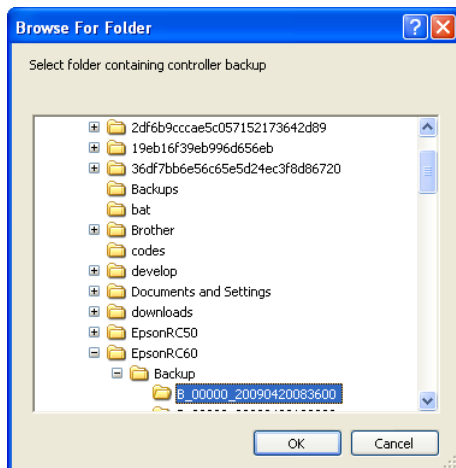 Browse For Folder
Select folder containing controller backup
2df6b9cccae5c057152173642d89
19eb16f39eb996d656eb
36df7bb6e56c65e5d24ec3f8d86720
Backups
bat
Brother
codes
develop
Documents and Settings
downloads
EpsonRC50
EpsonRC60
Backup
B_00000_20090420083600
OK
Cancel